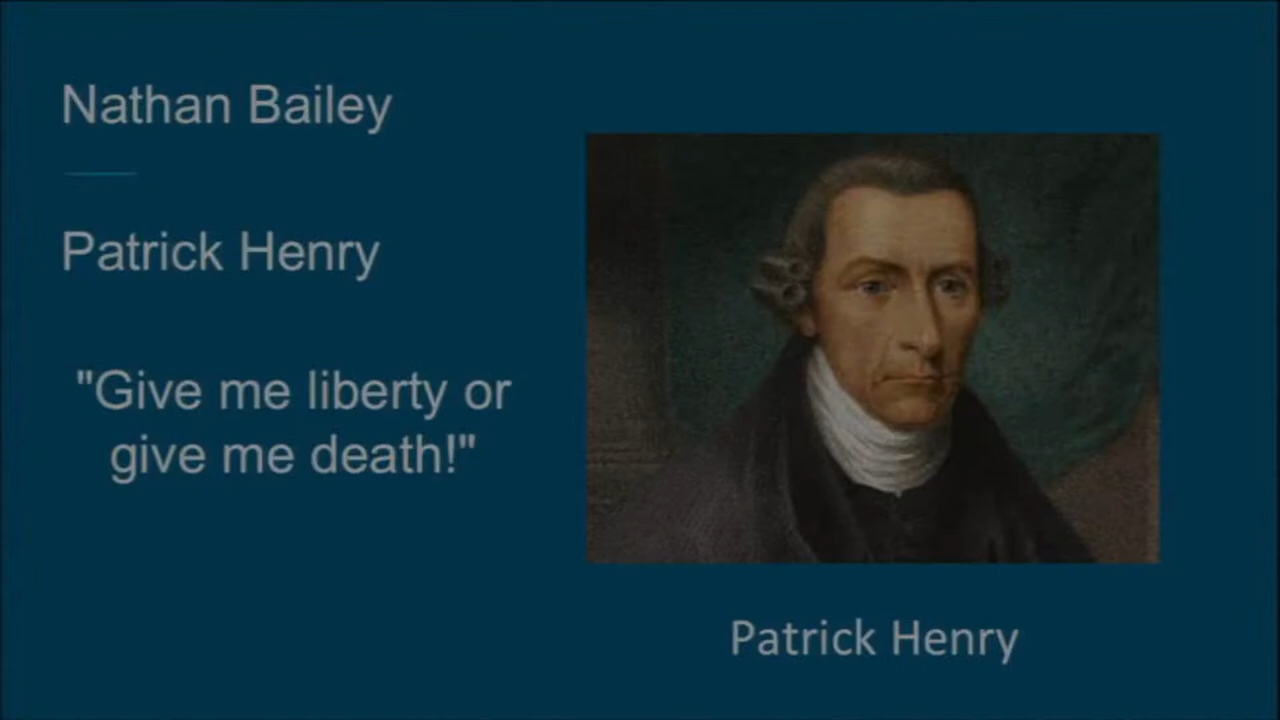 Nathan Bailey
Patrick Henry
"Give me liberty or
give me death!"
Patrick Henry